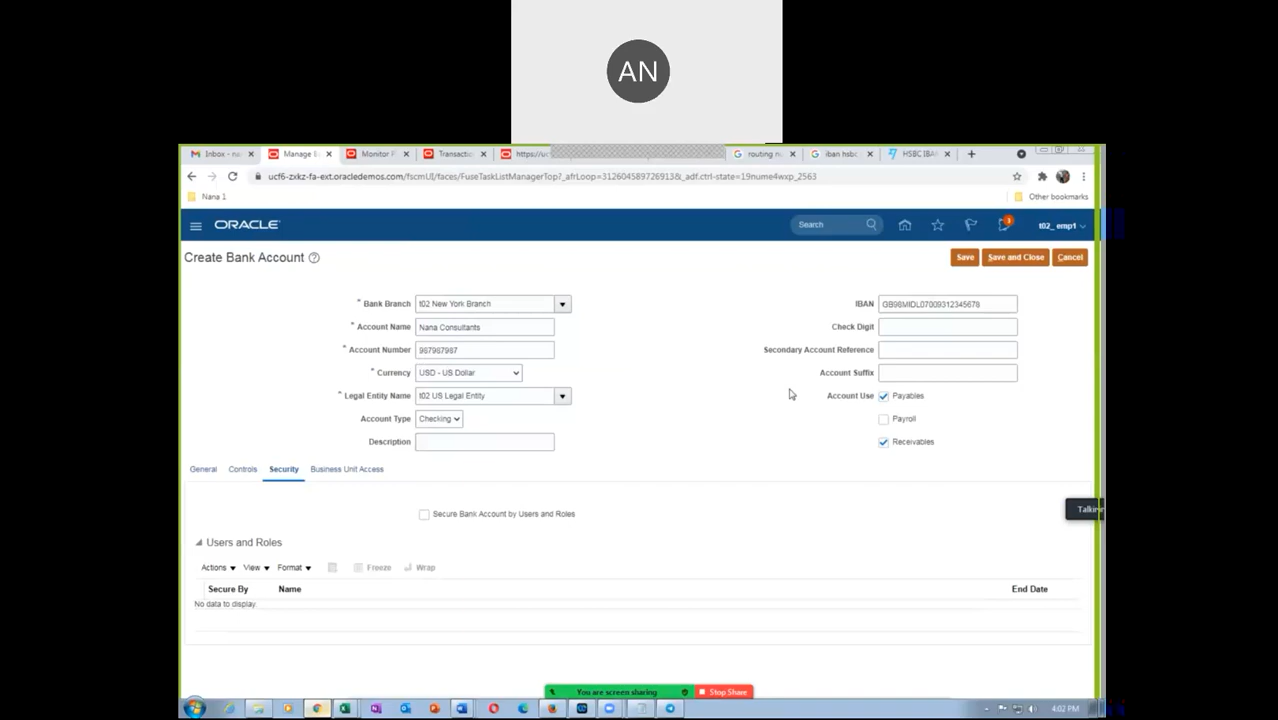 AN
Inbox - na
Manage B
Monitor P
Transactio
https://uc
routing n
iban hsbc
HSBC IBA
ucf6-zxkz-fa-ext.oracledemos.com/fscmUI/faces/FuseTaskListManagerTop?_afrLoop=312604589726913&_adf.ctrl-state=19nume4wxp_2563
Nana 1
Other bookmarks
ORACLE
Search
3
t02_emp1
Create Bank Account
Save
Save and Close
Cancel
* Bank Branch t02 New York Branch
IBAN GB98MIDL07009312345678
* Account Name Nana Consultants
Check Digit
* Account Number 987987987
Secondary Account Reference
* Currency USD - US Dollar
Account Suffix
* Legal Entity Name t02 US Legal Entity
Account Use Payables
Account Type Checking
Payroll
Description
Receivables
General Controls Security Business Unit Access
Talkin
Secure Bank Account by Users and Roles
Users and Roles
Actions View Format Freeze Wrap
Secure By Name End Date
No data to display
You are screen sharing Stop Share
4:02 PM